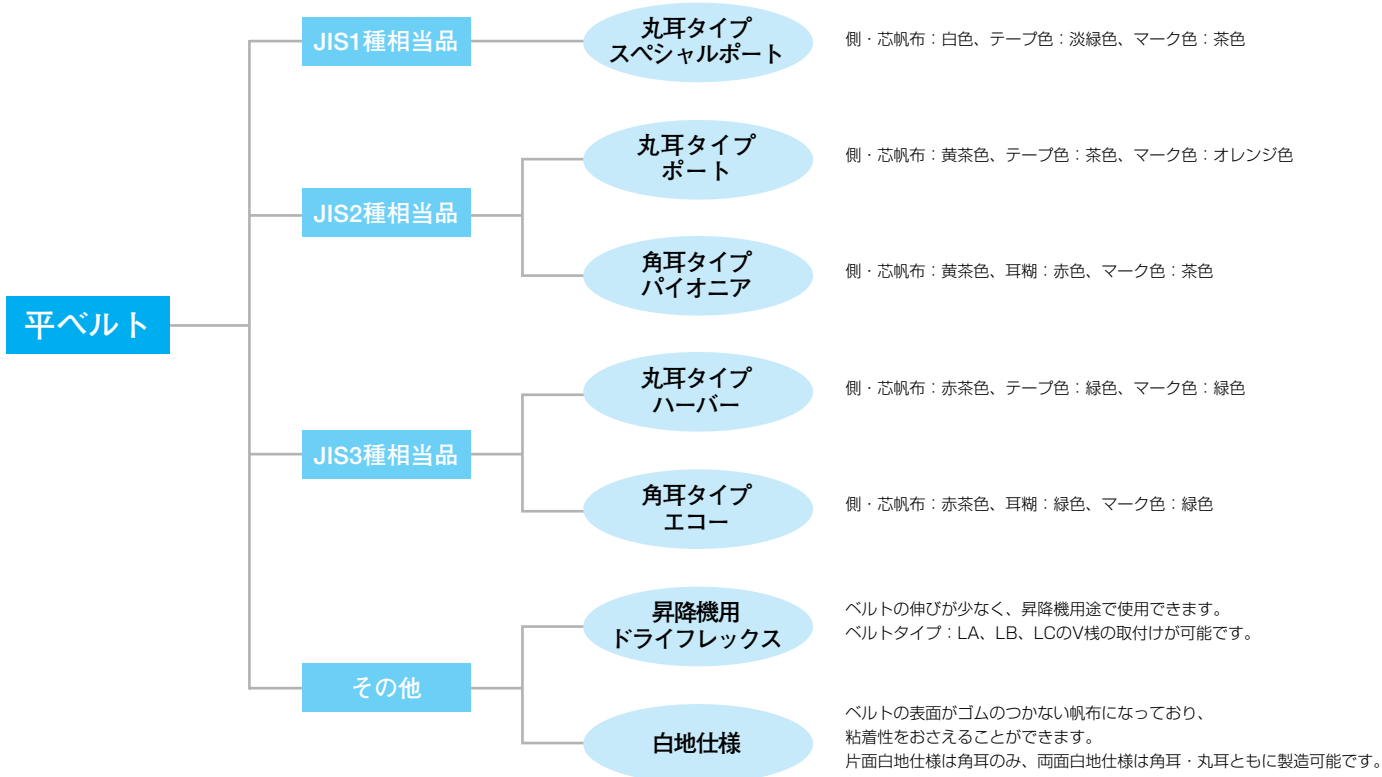 平ベルト
JIS1種相当品
丸耳タイプ
スペシャルポート
側・芯帆布：白色、テープ色：淡緑色、マーク色：茶色
JIS2種相当品
丸耳タイプ
ポート
側・芯帆布：黄茶色、テープ色：茶色、マーク色：オレンジ色
角耳タイプ
パイオニア
側・芯帆布：黄茶色、耳糊：赤色、マーク色：茶色
JIS3種相当品
丸耳タイプ
ハーバー
側・芯帆布：赤茶色、テープ色：緑色、マーク色：緑色
角耳タイプ
エコー
側・芯帆布：赤茶色、耳糊：緑色、マーク色：緑色
その他
昇降機用
ドライフレックス
ベルトの伸びが少なく、昇降機用途で使用できます。
ベルトタイプ：LA、LB、LCのV桟の取付けが可能です。
白地仕様
ベルトの表面がゴムのつかない帆布になっており、
粘着性をおさえることができます。
片面白地仕様は角耳のみ、両面白地仕様は角耳・丸耳ともに製造可能です。